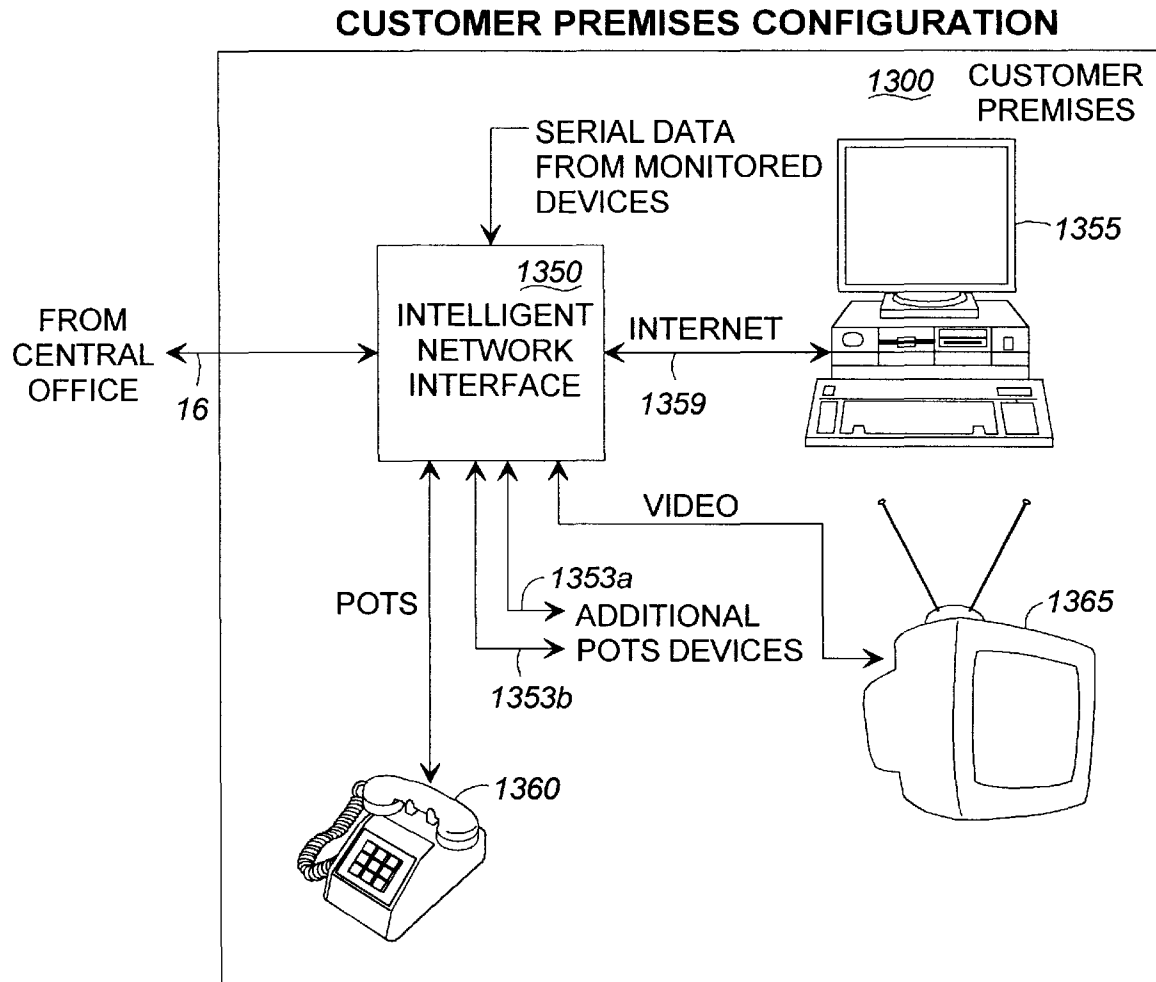 CUSTOMER PREMISES CONFIGURATION
1300
CUSTOMER
PREMISES
SERIAL DATA
FROM MONITORED
DEVICES
1355
1350
INTELLIGENT
NETWORK
INTERFACE
FROM
CENTRAL
OFFICE
16
INTERNET
1359
VIDEO
POTS
1353a
ADDITIONAL
POTS DEVICES
1353b
1365
1360